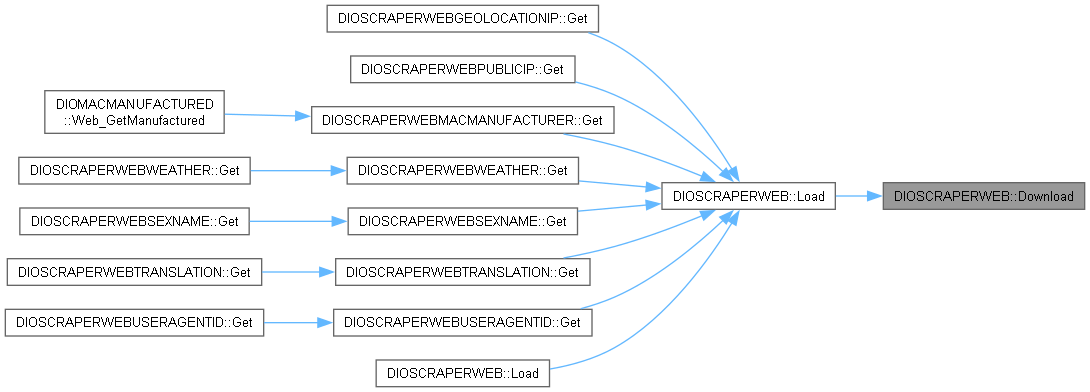 DIOSCRAPERWEBGEOLOCATIONIP::Get
DIOSCRAPERWEBPUBLICIP::Get
DIOMACMANUFACTURED
::Web_GetManufactured
DIOSCRAPERWEBMACMANUFACTURER::Get
DIOSCRAPERWEBWEATHER::Get
DIOSCRAPERWEBWEATHER::Get
DIOSCRAPERWEB::Load
DIOSCRAPERWEB::Download
DIOSCRAPERWEBSEXNAME::Get
DIOSCRAPERWEBSEXNAME::Get
DIOSCRAPERWEBTRANSLATION::Get
DIOSCRAPERWEBTRANSLATION::Get
DIOSCRAPERWEBUSERAGENTID::Get
DIOSCRAPERWEBUSERAGENTID::Get
DIOSCRAPERWEB::Load